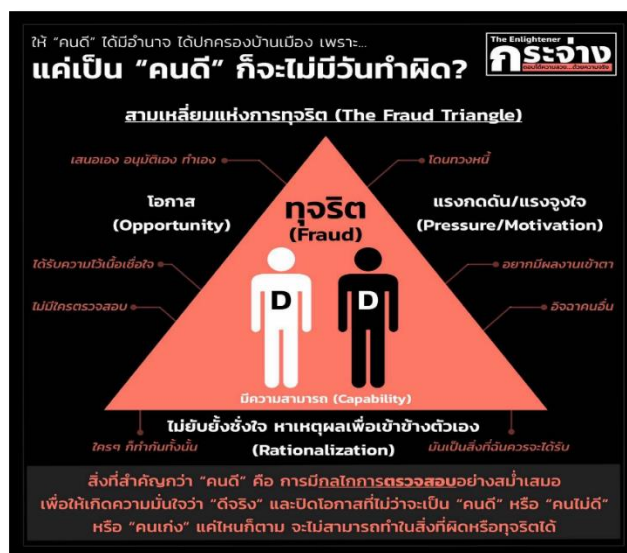 ให้ "คนดี" ได้มีอำนาจ ได้ปกครองบ้านเมือง เพราะ...
แค่เป็น "คนดี" ก็จะไม่มีวันทำผิด?
The Enlightener
กระจ่าง
สามเหลี่ยมแห่งการทุจริต (The Fraud Triangle)
เสนอเอง อนุมัติเอง ทำเอง
โดนทวงหนี้
โอกาส
(Opportunity)
ทุจริต
(Fraud)
แรงกดดัน/แรงจูงใจ
(Pressure/Motivation)
ได้รับความไว้เนื้อเชื่อใจ
อยากมีผลงานเข้าตา
ไม่มีใครตรวจสอบ
อิจฉาคนอื่น
D D
มีความสามารถ (Capability)
ไม่ยับยั้งชั่งใจ หาเหตุผลเพื่อเข้าข้างตัวเอง
(Rationalization)
ใครๆ ก็ทำกันทั้งนั้น
มันเป็นสิ่งที่ฉันควรจะได้รับ
สิ่งที่สำคัญกว่า "คนดี" คือ การมีกลไกการตรวจสอบอย่างสม่ำเสมอ
เพื่อให้เกิดความมั่นใจว่า "ดีจริง" และปิดโอกาสที่ไม่ว่าจะเป็น "คนดี" หรือ "คนไม่ดี"
หรือ "คนเก่ง" แค่ไหนก็ตาม จะไม่สามารถทำในสิ่งที่ผิดหรือทุจริตได้